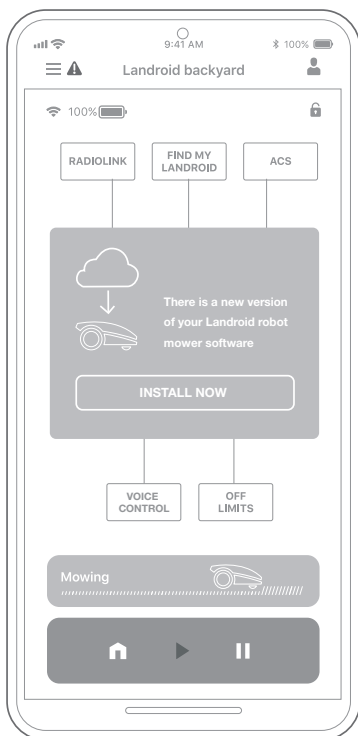 9:41 AM
100%
Landroid backyard
100%
RADIOLINK
FIND MY
LANDROID
ACS
There is a new version
of your Landroid robot
mower software
INSTALL NOW
VOICE
CONTROL
OFF
LIMITS
Mowing